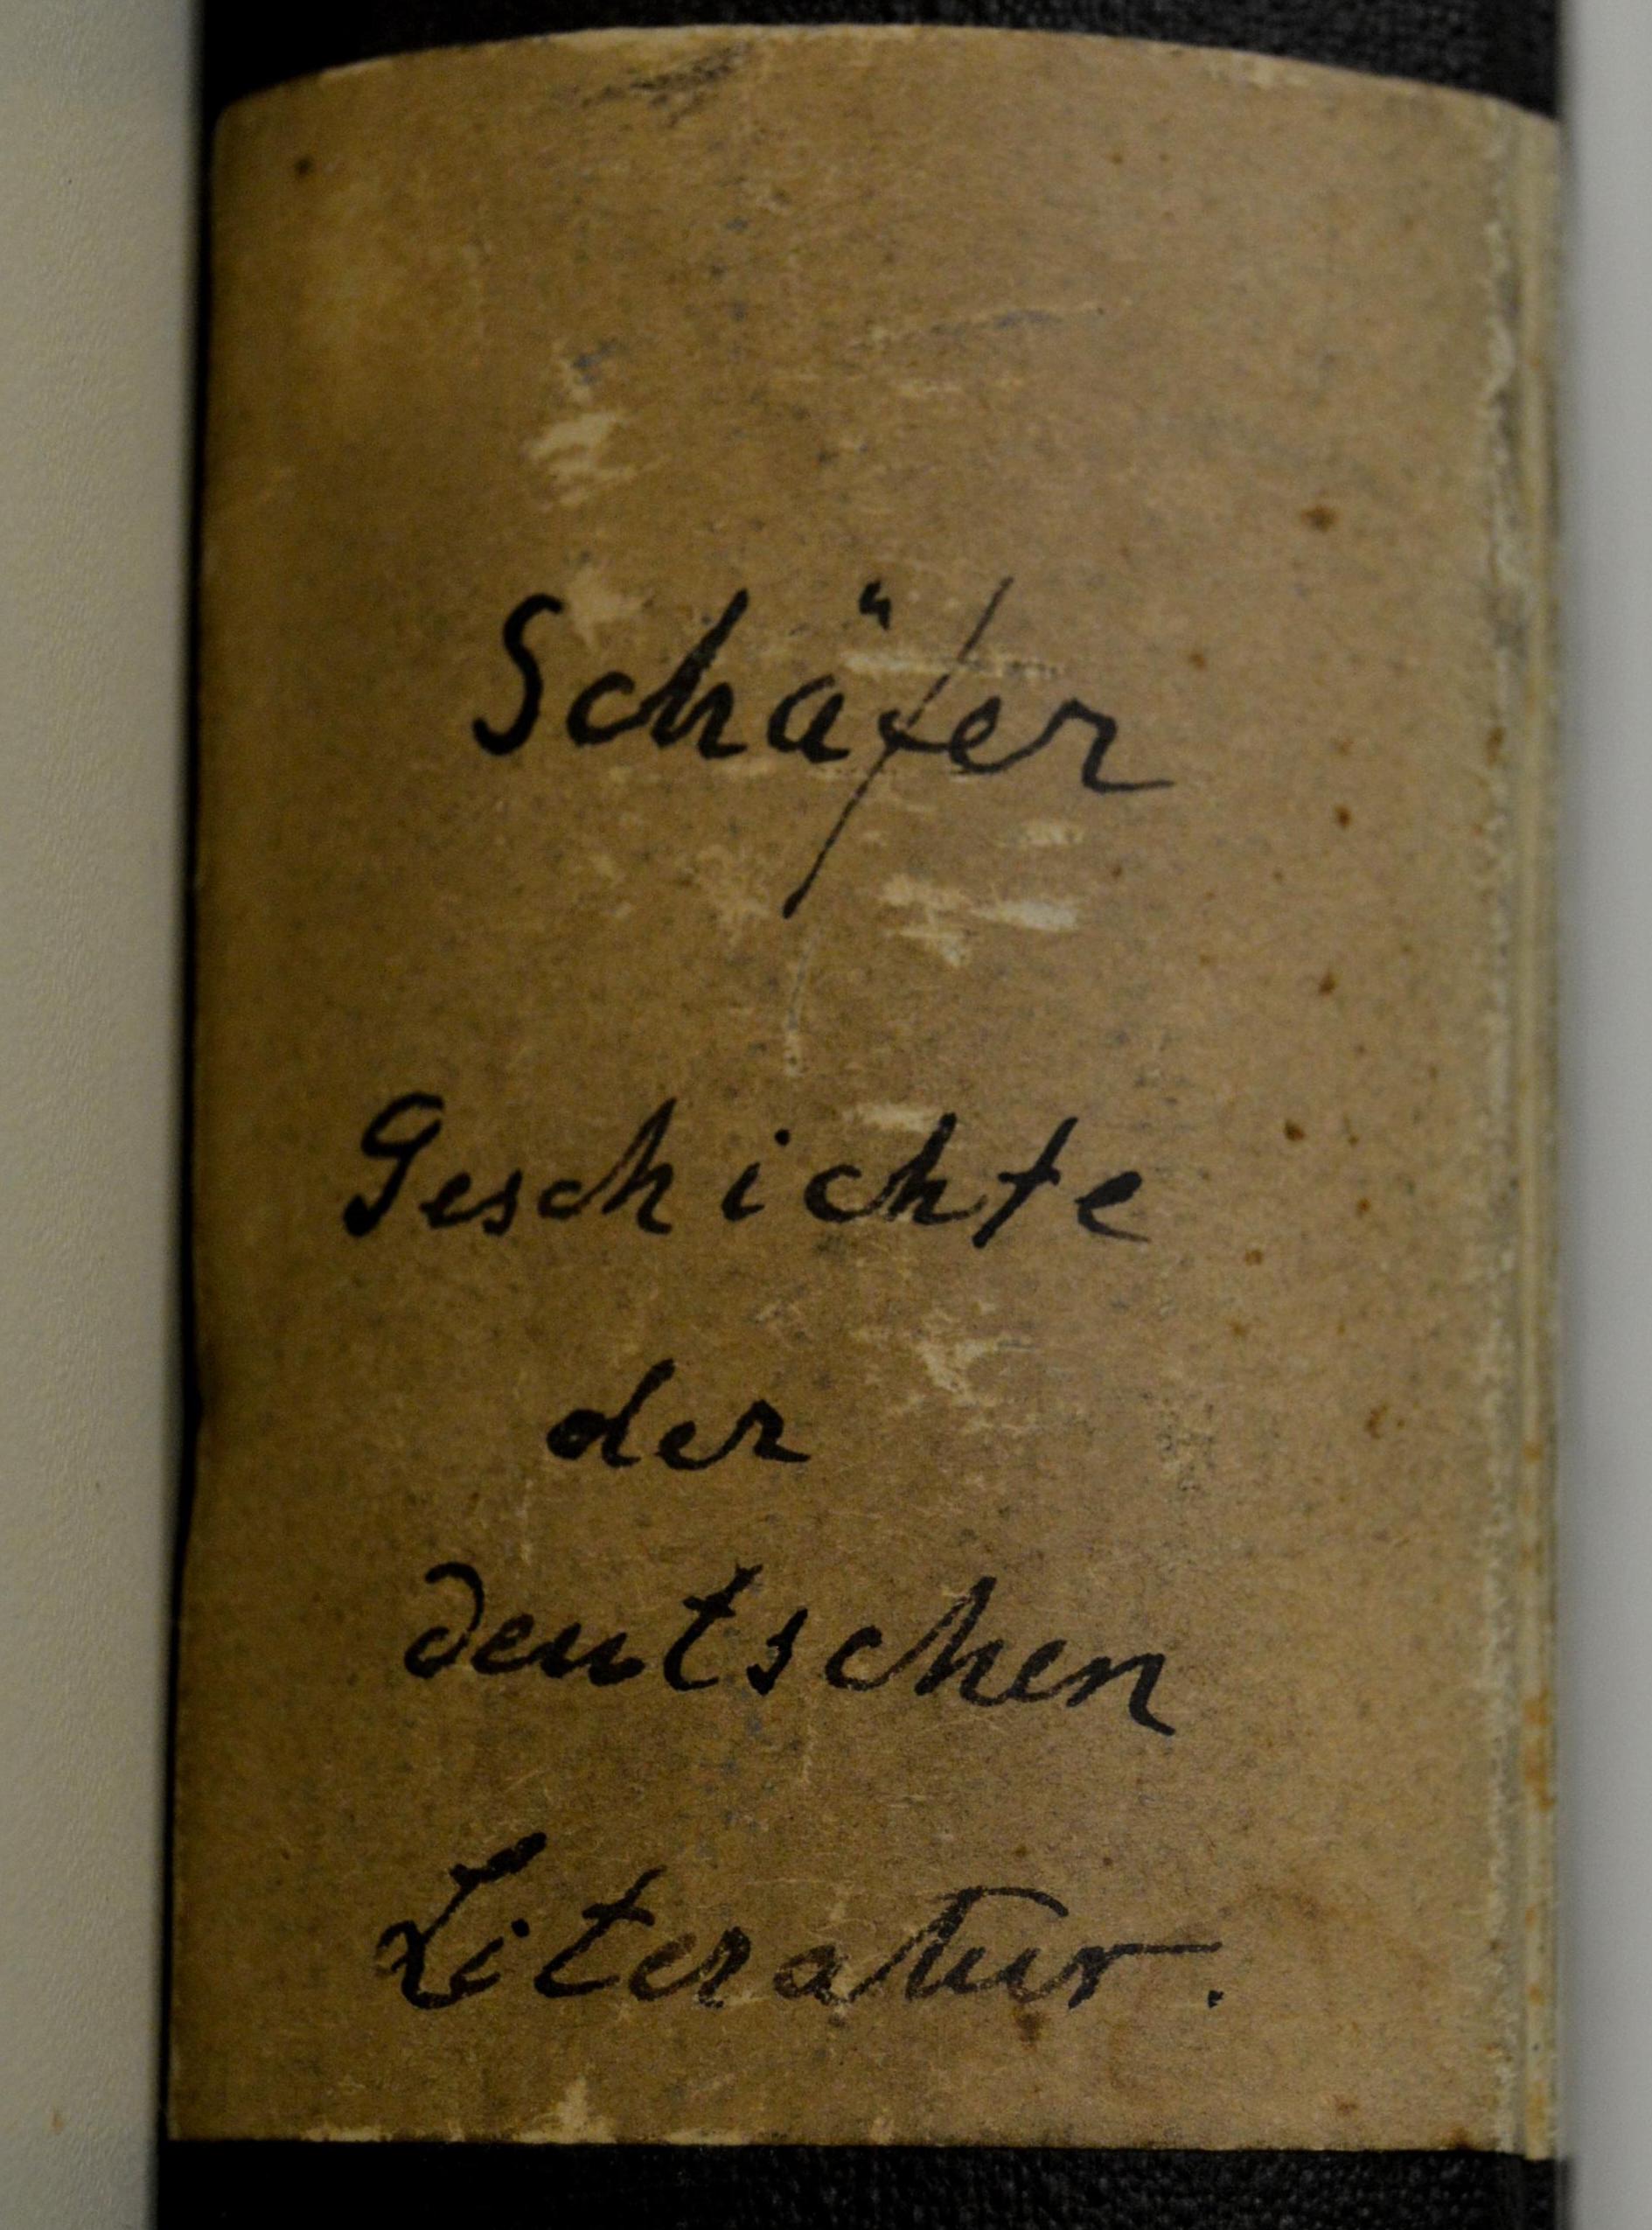 Schäfer
Geschichte
der
deutschen
Literatur.